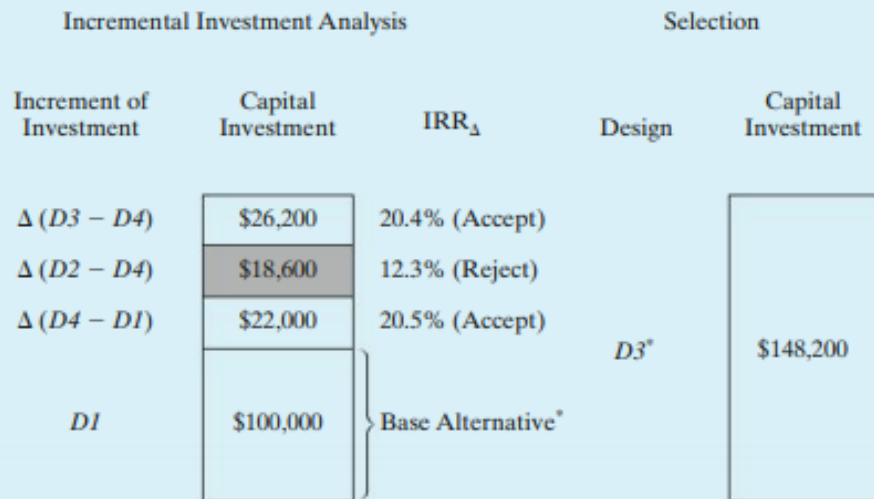 Incremental Investment Analysis Selection
Increment of Investment Capital Investment IRR_Δ Design Capital Investment
Δ (D3 – D4) $26,200 20.4% (Accept)
Δ (D2 – D4) $18,600 12.3% (Reject)
Δ (D4 – D1) $22,000 20.5% (Accept)
D3* $148,200
D1 $100,000 Base Alternative*